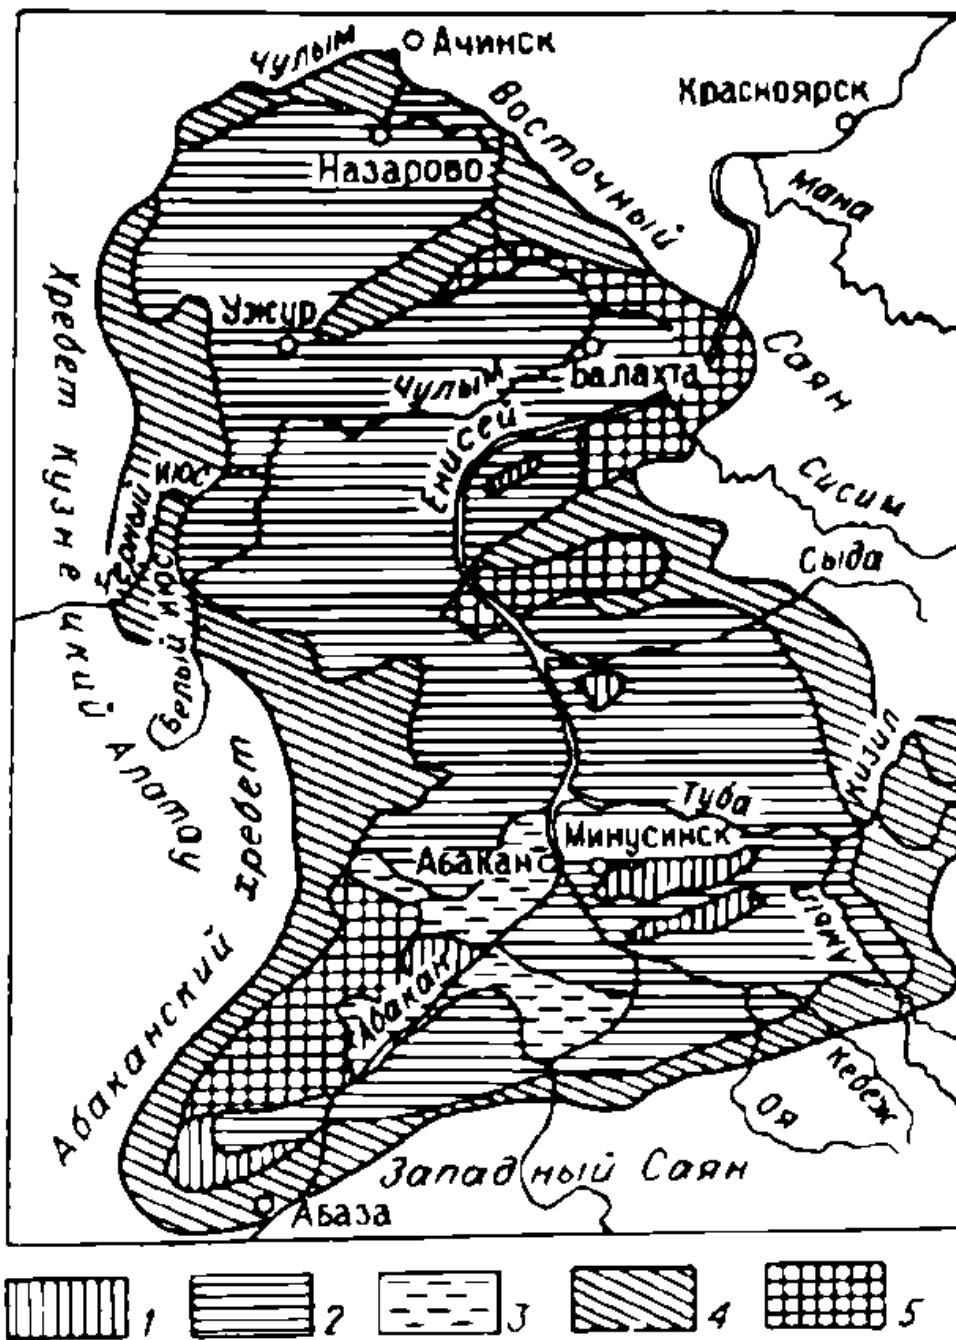 Чулым
Ачинск
Красноярск
Восточный
Назарово
Мана
Ужур
Саян
Хребет Кузнецкий
Алатау
Чулым
Балахта
Енисей
Июс
Черный
Сисим
Сыда
Белый Июс
Кизил
Туба
Минусинск
хребет
Абакан
Амыл
Абаканский
Абакан
Кебеж
Оя
Западный Саян
Абаза
1 2 3 4 5